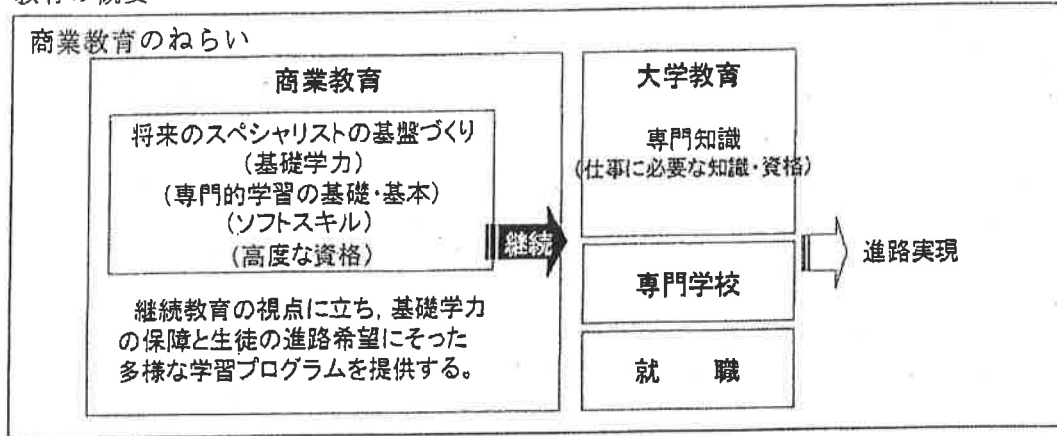 商業教育のねらい
商業教育
将来のスペシャリストの基盤づくり
(基礎学力)
(専門的学習の基礎・基本)
(ソフトスキル)
(高度な資格)
継続教育の視点に立ち，基礎学力
の保障と生徒の進路希望にそった
多様な学習プログラムを提供する。
継続
大学教育
専門知識
(仕事に必要な知識・資格)
専門学校
就　職
進路実現